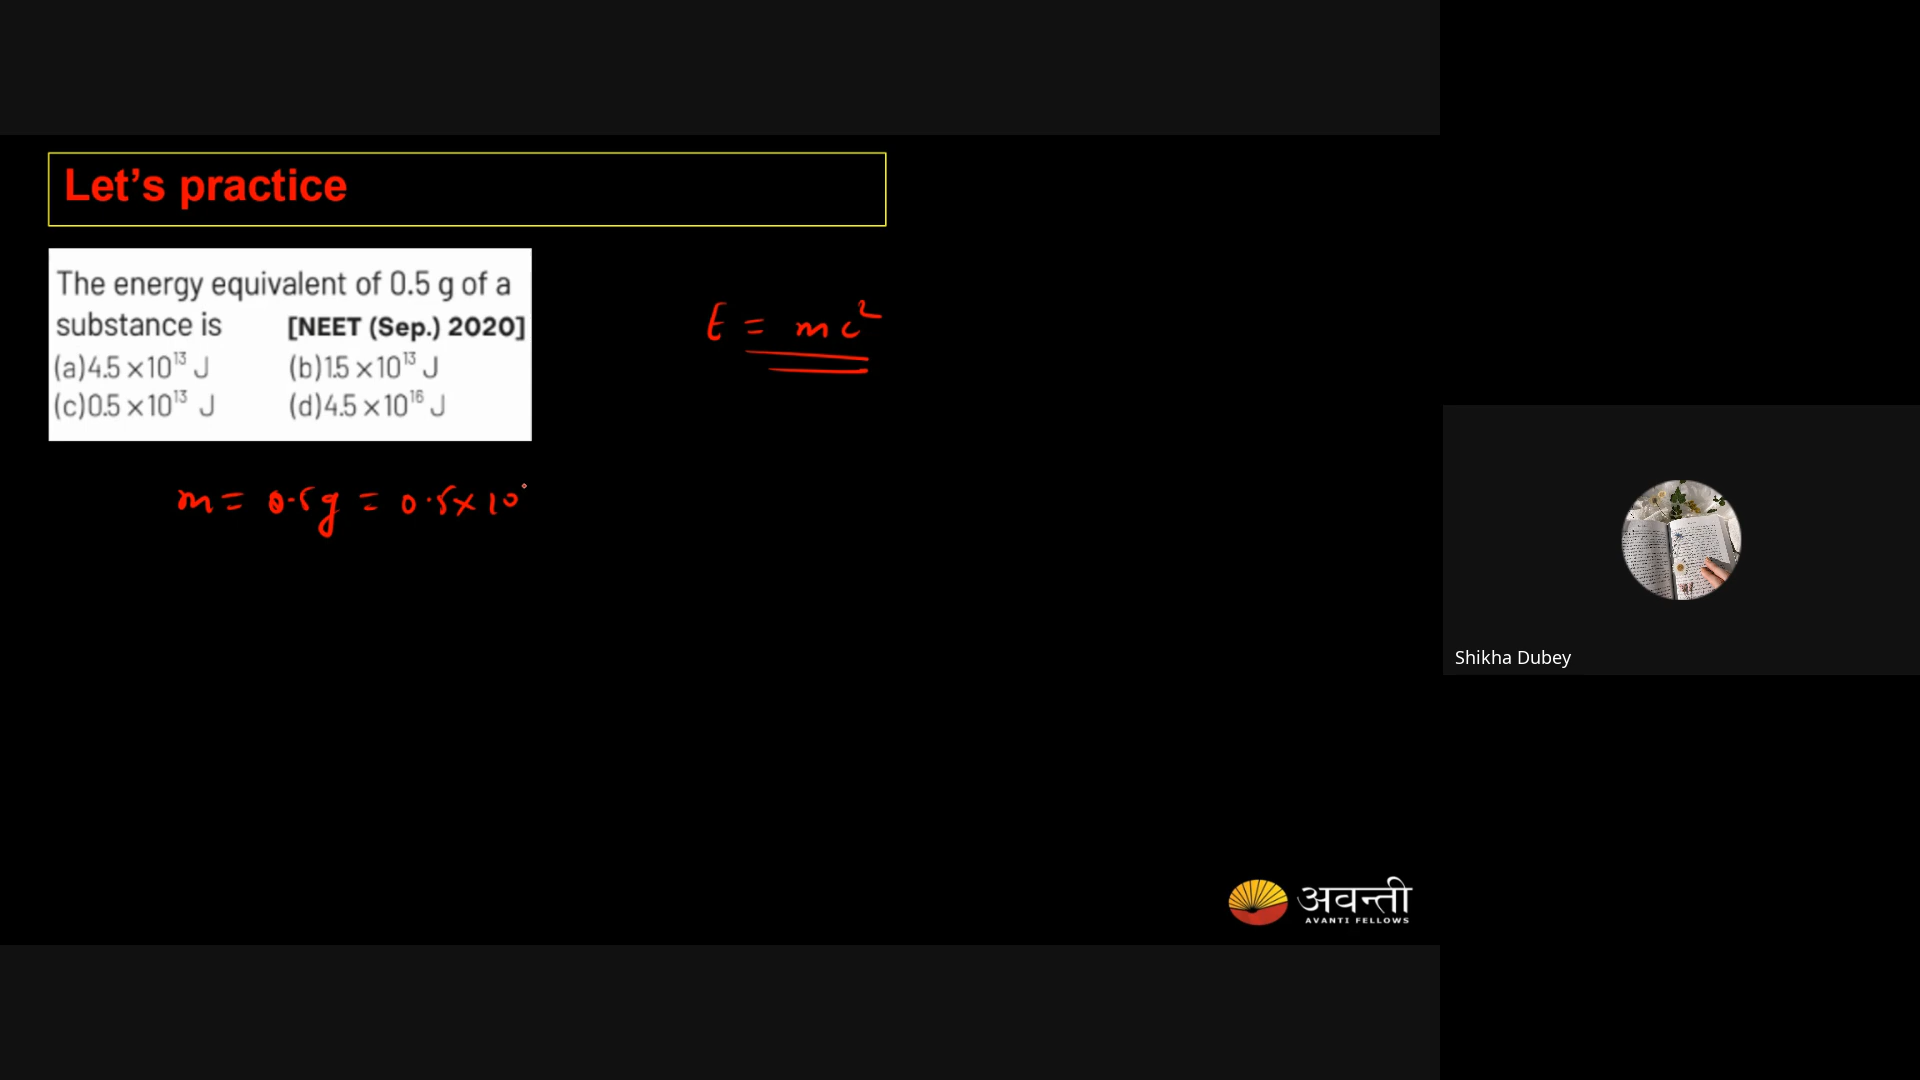 Let's practice
The energy equivalent of 0.5 g of a
substance is [NEET (Sep.) 2020]
(a)4.5×10¹³ J (b)1.5×10¹³ J
(c)0.5×10¹³ J (d)4.5×10¹⁶ J
E = mc²
m = 0.5g = 0.5×10
Shikha Dubey
अवन्ती
AVANTI FELLOWS